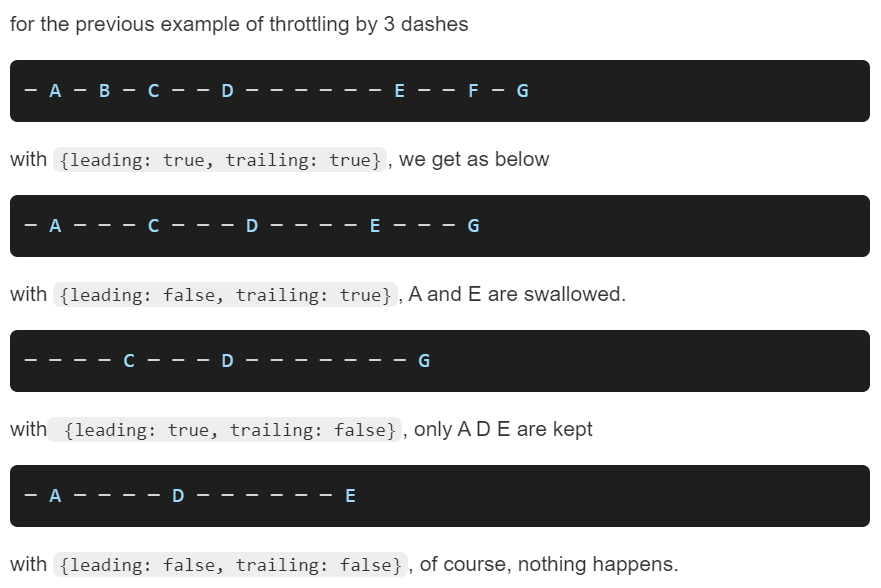 for the previous example of throttling by 3 dashes
─ A ─ B ─ C ─ ─ D ─ ─ ─ ─ ─ ─ E ─ ─ F ─ G
with {leading: true, trailing: true}, we get as below
─ A ─ ─ ─ C ─ ─ ─ D ─ ─ ─ ─ E ─ ─ ─ G
with {leading: false, trailing: true}, A and E are swallowed.
─ ─ ─ ─ C ─ ─ ─ D ─ ─ ─ ─ ─ ─ ─ G
with {leading: true, trailing: false}, only A D E are kept
─ A ─ ─ ─ ─ D ─ ─ ─ ─ ─ ─ E
with {leading: false, trailing: false}, of course, nothing happens.